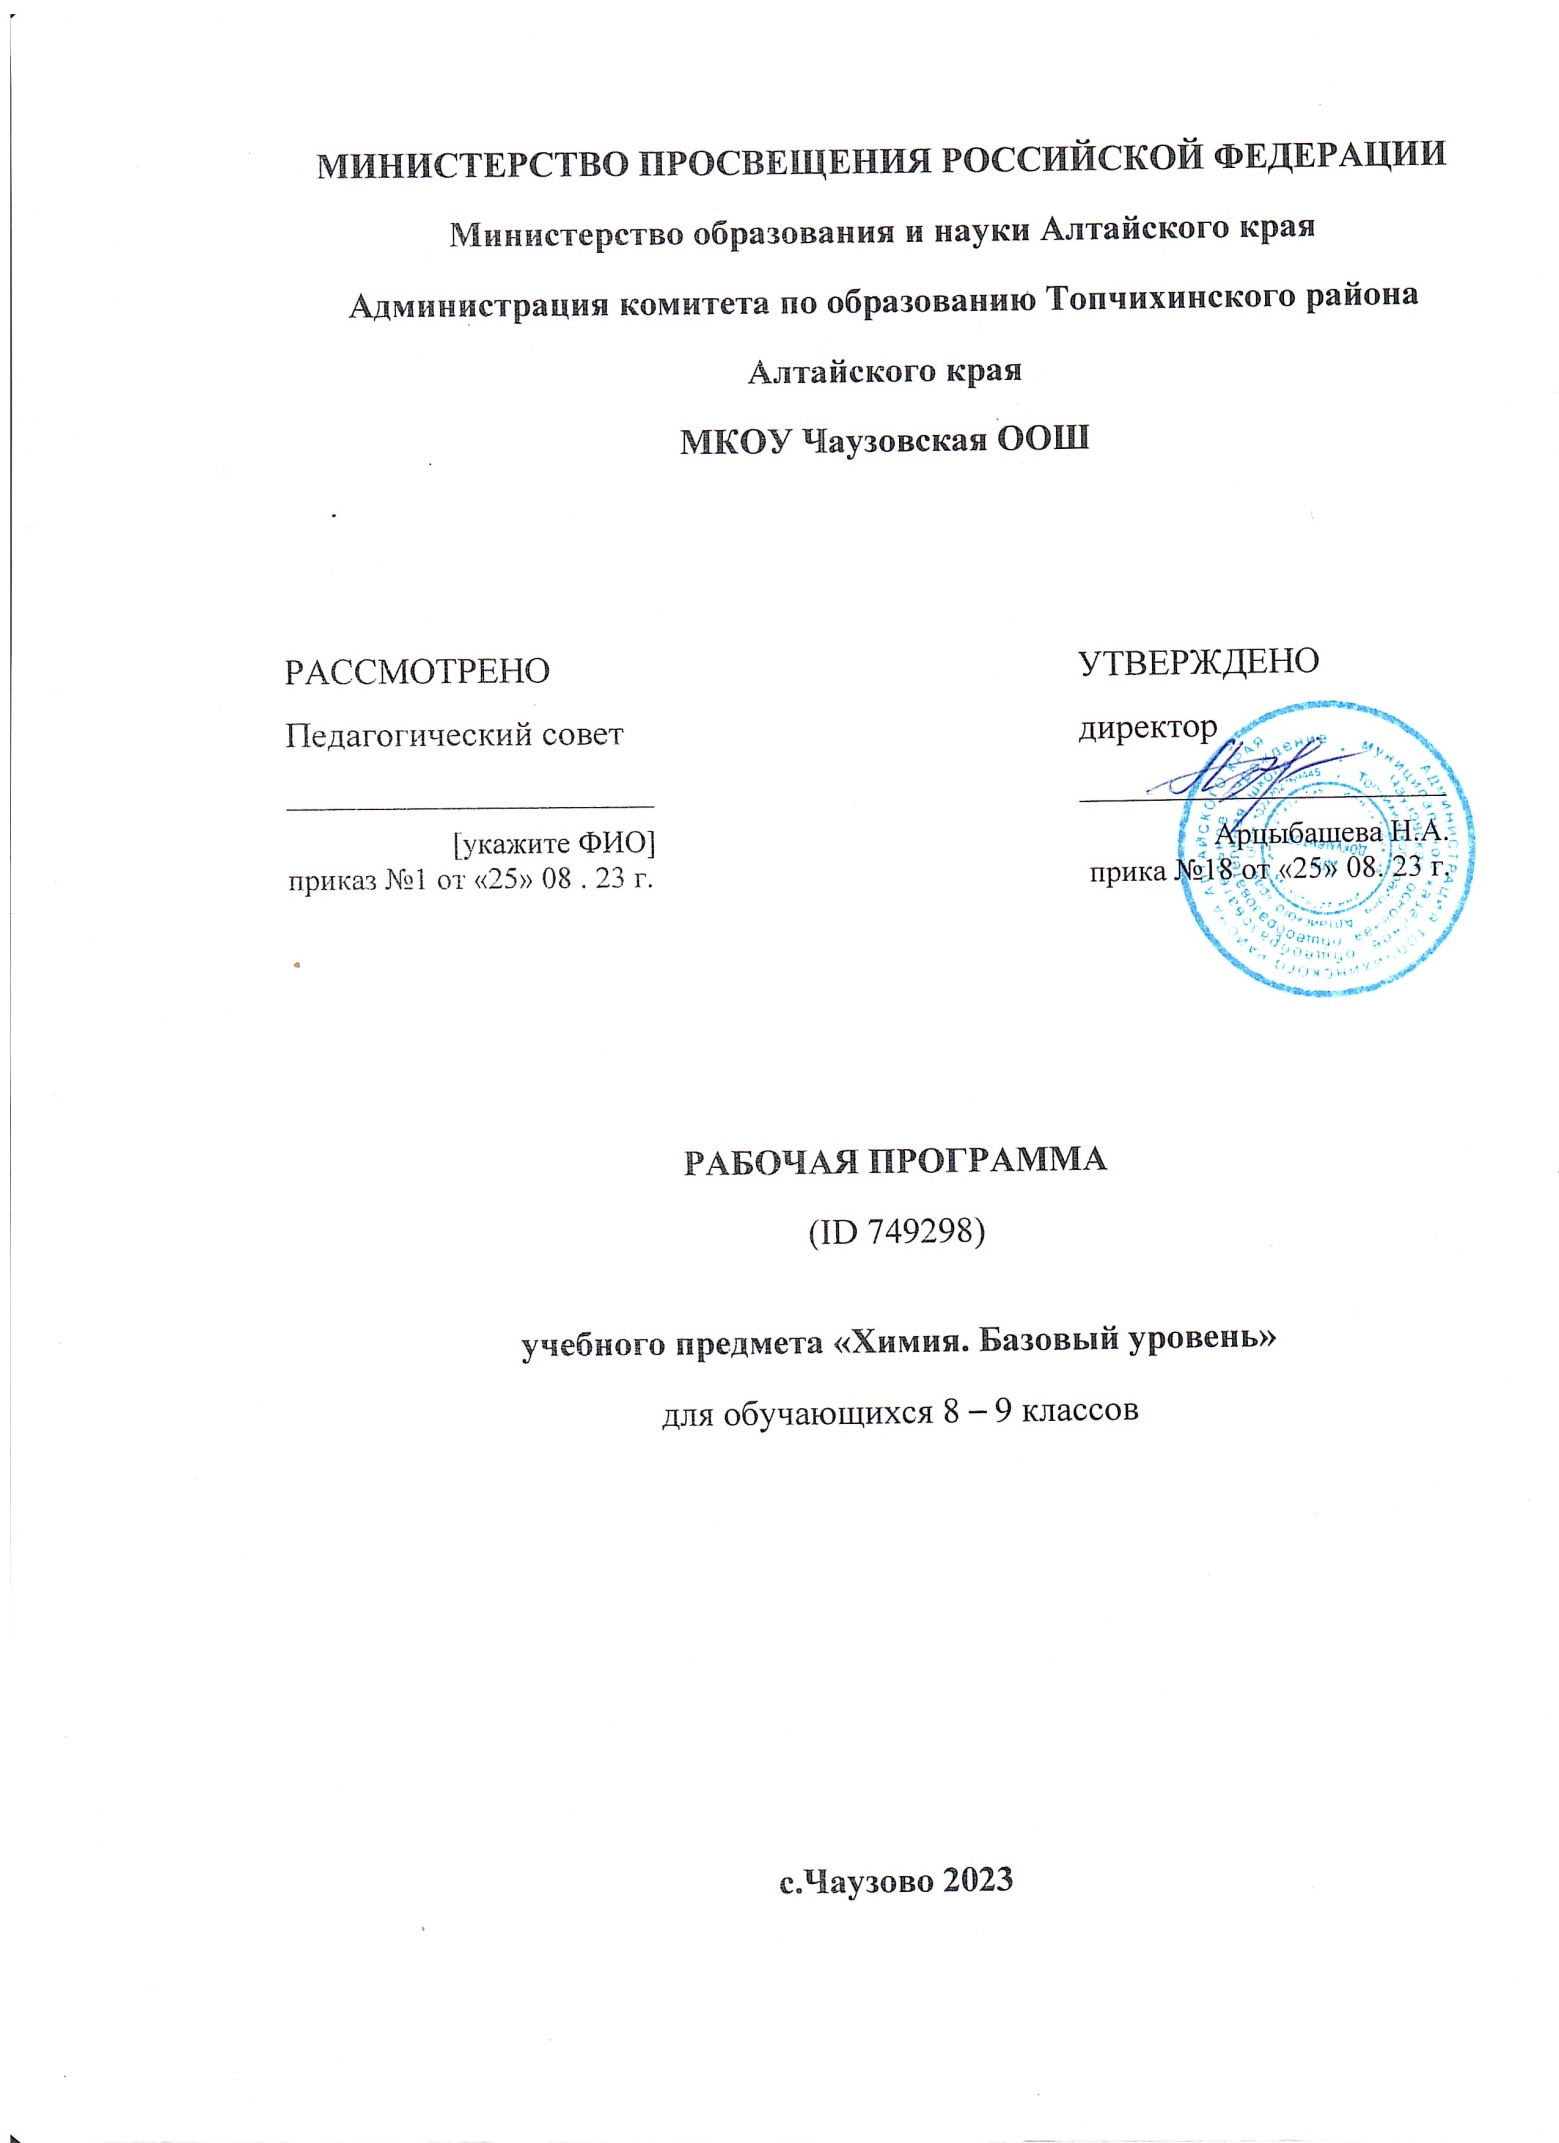 МИНИСТЕРСТВО ПРОСВЕЩЕНИЯ РОССИЙСКОЙ ФЕДЕРАЦИИ
Министерство образования и науки Алтайского края
Администрация комитета по образованию Топчихинского района
Алтайского края
МКОУ Чаузовская ООШ
РАССМОТРЕНО
Педагогический совет
[укажите ФИО]
приказ №1 от «25» 08 . 23 г.
УТВЕРЖДЕНО
директор
Арцыбашева Н.А.
прика №18 от «25» 08. 23 г.
РАБОЧАЯ ПРОГРАММА
(ID 749298)
учебного предмета «Химия. Базовый уровень»
для обучающихся 8 – 9 классов
с.Чаузово 2023